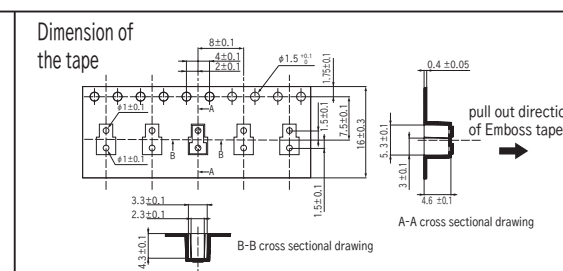 Dimension of
the tape
8±0.1
4±0.1
2±0.1
φ1.5 +0.1
0
1.75±0.1
φ1±0.1
A
1.5±0.1
7.5±0.1
16±0.3
B
B
φ1±0.1
A
1.5±0.1
3.3±0.1
2.3±0.1
4.3±0.1
B-B cross sectional drawing
0.4 ±0.05
5.3±0.1
3 ±0.1
4.6 ±0.1
A-A cross sectional drawing
pull out directio
of Emboss tape